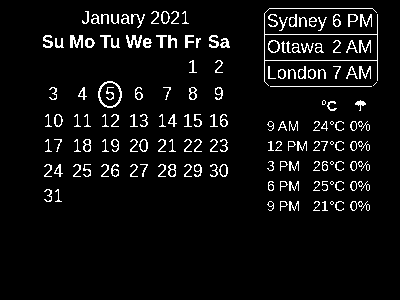 January 2021
Su Mo Tu We Th Fr Sa
1 2
3 4 5 6 7 8 9
10 11 12 13 14 15 16
17 18 19 20 21 22 23
24 25 26 27 28 29 30
31
Sydney 6 PM
Ottawa 2 AM
London 7 AM
°C ☂
9 AM 24°C 0%
12 PM 27°C 0%
3 PM 26°C 0%
6 PM 25°C 0%
9 PM 21°C 0%